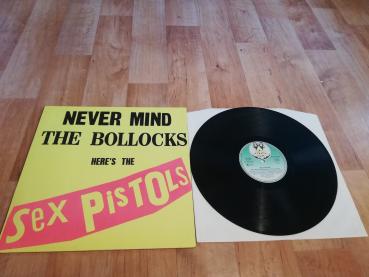 NEVER MIND
THE BOLLOCKS
HERE'S THE
Sex PisTOLs